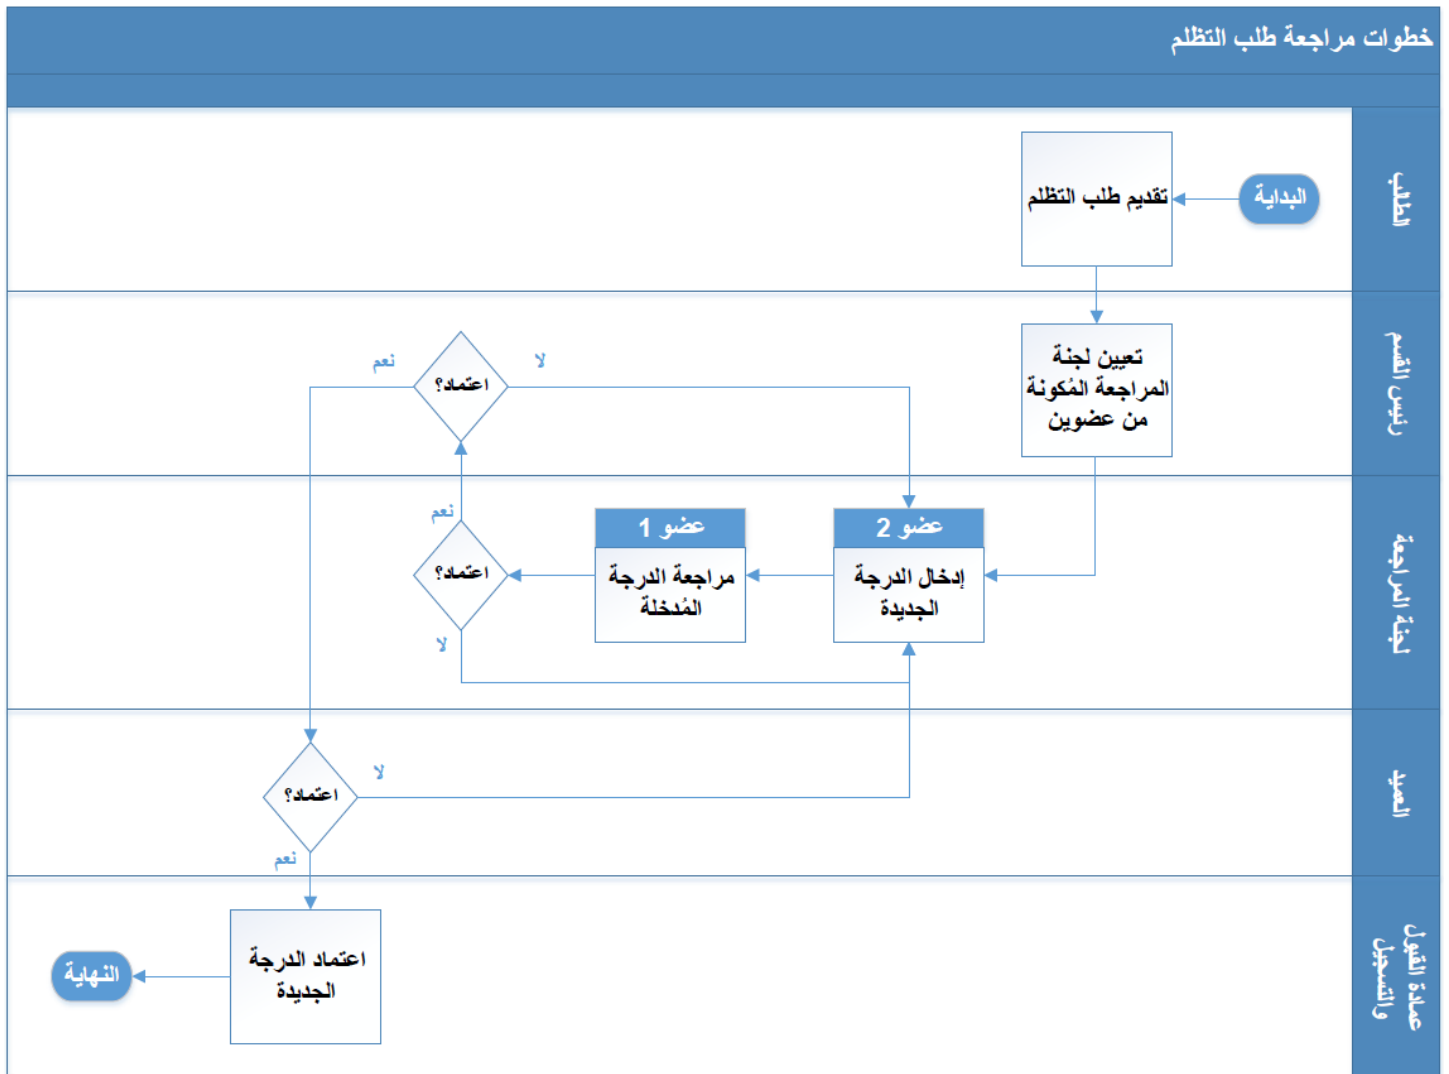 خطوات مراجعة طلب التظلم
الطالب
البداية
تقديم طلب التظلم
رئيس القسم
تعيين لجنة
المراجعة المُكونة
من عضوين
لا
اعتماد؟
نعم
لجنة المراجعة
عضو 2
إدخال الدرجة
الجديدة
عضو 1
مراجعة الدرجة
المُدخلة
نعم
اعتماد؟
لا
العميد
لا
اعتماد؟
نعم
عمادة القبول
والتسجيل
اعتماد الدرجة
الجديدة
النهاية